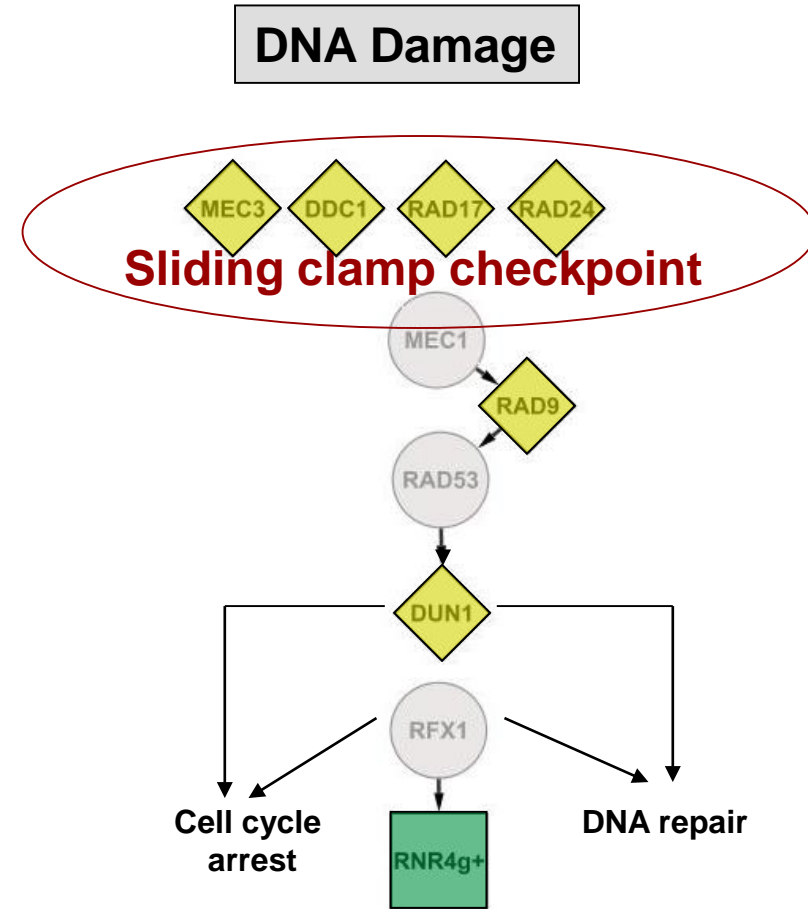 DNA Damage
MEC3 DDC1 RAD17 RAD24
Sliding clamp checkpoint
MEC1
RAD9
RAD53
DUN1
RFX1
Cell cycle
arrest
RNR4g+
DNA repair